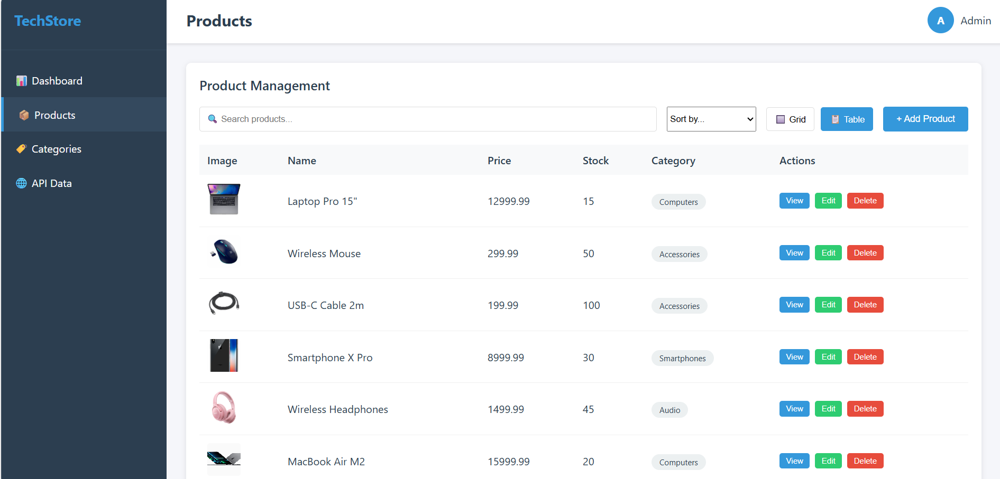 TechStore
Products
A
Admin
Dashboard
Products
Categories
API Data
Product Management
Search products...
Sort by...
Grid
Table
+ Add Product
Image Name Price Stock Category Actions
Laptop Pro 15" 12999.99 15 Computers View Edit Delete
Wireless Mouse 299.99 50 Accessories View Edit Delete
USB-C Cable 2m 199.99 100 Accessories View Edit Delete
Smartphone X Pro 8999.99 30 Smartphones View Edit Delete
Wireless Headphones 1499.99 45 Audio View Edit Delete
MacBook Air M2 15999.99 20 Computers View Edit Delete